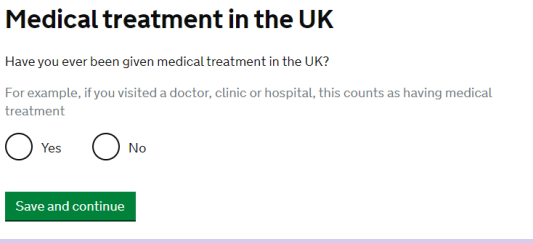 Medical treatment in the UK
Have you ever been given medical treatment in the UK?
For example, if you visited a doctor, clinic or hospital, this counts as having medical
treatment
Yes No
Save and continue